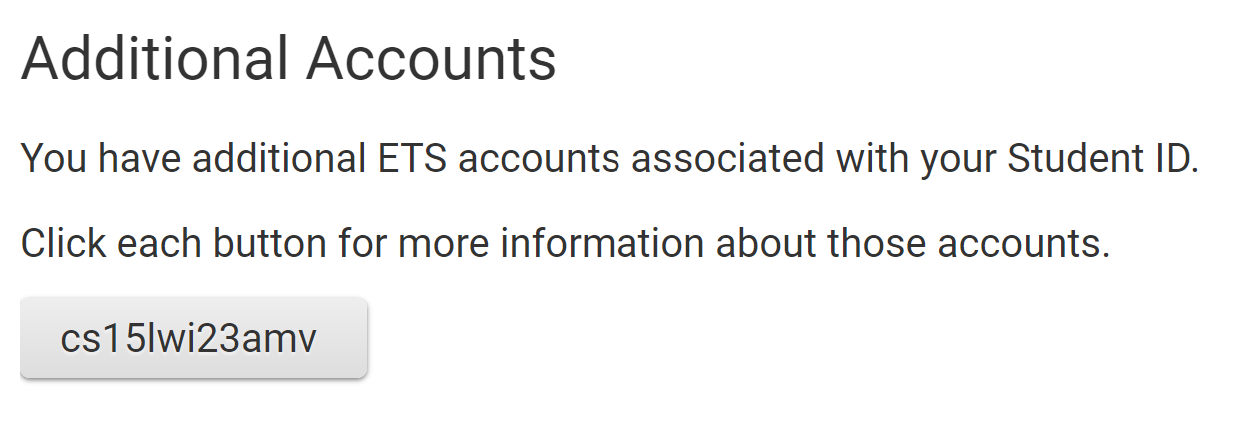 Additional Accounts
You have additional ETS accounts associated with your Student ID.
Click each button for more information about those accounts.
cs15lwi23amv